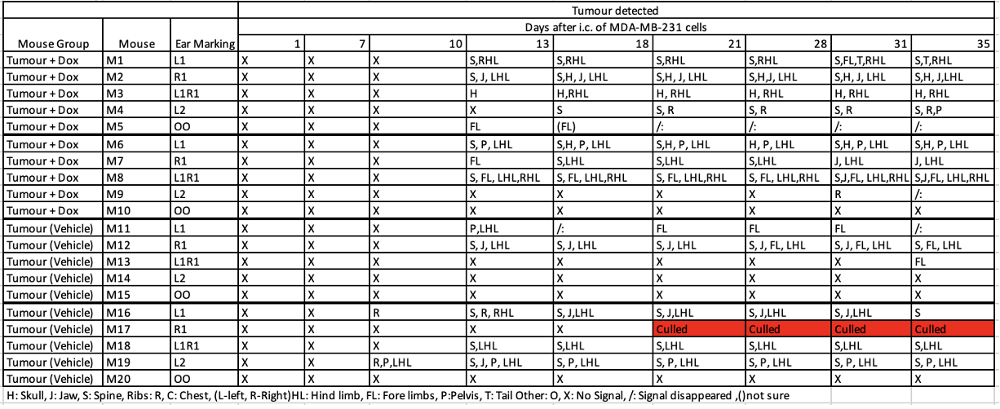 Tumour detected
Days after i.c. of MDA-MB-231 cells
Mouse Group Mouse Ear Marking 1 7 10 13 18 21 28 31 35
Tumour + Dox M1 L1 X X X S,RHL S,RHL S,RHL S,RHL S,FL,T,RHL S,T,RHL
Tumour + Dox M2 R1 X X X S, J, LHL S,H, J, LHL S,H, J, LHL S,H,J, LHL S,H, J, LHL S,H, J,LHL
Tumour + Dox M3 L1R1 X X X H H,RHL H, RHL H, RHL H, RHL H, RHL
Tumour + Dox M4 L2 X X X X S S, R S, R S, R S, R,P
Tumour + Dox M5 OO X X X FL (FL) /: /: /: /:
Tumour + Dox M6 L1 X X X S, P, LHL S,H, P, LHL S,H, P, LHL H, P, LHL S,H, P, LHL S,H, P, LHL
Tumour + Dox M7 R1 X X X FL S,LHL S,LHL S,LHL J, LHL J, LHL
Tumour + Dox M8 L1R1 X X X S, FL, LHL,RHL S, FL, LHL,RHL S, FL, LHL,RHL S, FL, LHL,RHL S,J,FL, LHL,RHL S,J,FL, LHL,RHL
Tumour + Dox M9 L2 X X X X X X X R /:
Tumour + Dox M10 OO X X X X X X X X X
Tumour (Vehicle) M11 L1 X X X P,LHL /: FL FL FL /:
Tumour (Vehicle) M12 R1 X X X S, J, LHL S, J, LHL S, J, LHL S, J, FL, LHL S, J, FL, LHL S, FL, LHL
Tumour (Vehicle) M13 L1R1 X X X X X X X X FL
Tumour (Vehicle) M14 L2 X X X X X X X X X
Tumour (Vehicle) M15 OO X X X X X X X X X
Tumour (Vehicle) M16 L1 X X R S, R, RHL S, J,LHL S, J,LHL S, J,LHL S, J,LHL S
Tumour (Vehicle) M17 R1 X X X X X Culled Culled Culled Culled
Tumour (Vehicle) M18 L1R1 X X X S,LHL S,LHL S,LHL S,LHL S,LHL S,LHL
Tumour (Vehicle) M19 L2 X X R,P,LHL S, J, P, LHL S, P, LHL S, P, LHL S, P, LHL S, P, LHL S, P, LHL
Tumour (Vehicle) M20 OO X X X X X X X X X
H: Skull, J: Jaw, S: Spine, Ribs: R, C: Chest, (L-left, R-Right)HL: Hind limb, FL: Fore limbs, P:Pelvis, T: Tail Other: O, X: No Signal, /: Signal disappeared ,()not sure